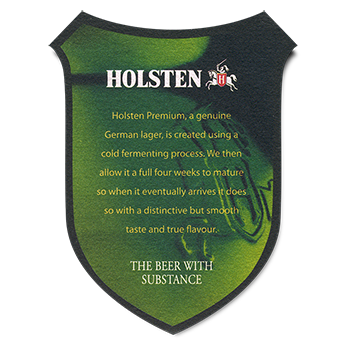 HOLSTEN H
Holsten Premium, a genuine
German lager, is created using a
cold fermenting process. We then
allow it a full four weeks to mature
so when it eventually arrives it does
so with a distinctive but smooth
taste and true flavour.
THE BEER WITH
SUBSTANCE